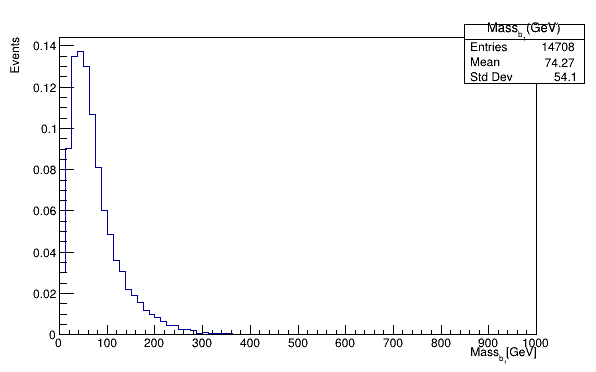 Mass_b_1(GeV)
Entries 14708
Mean 74.27
Std Dev 54.1
Events
0.14
0.12
0.1
0.08
0.06
0.04
0.02
0
0 100 200 300 400 500 600 700 800 900 1000
Mass_b_1[GeV]